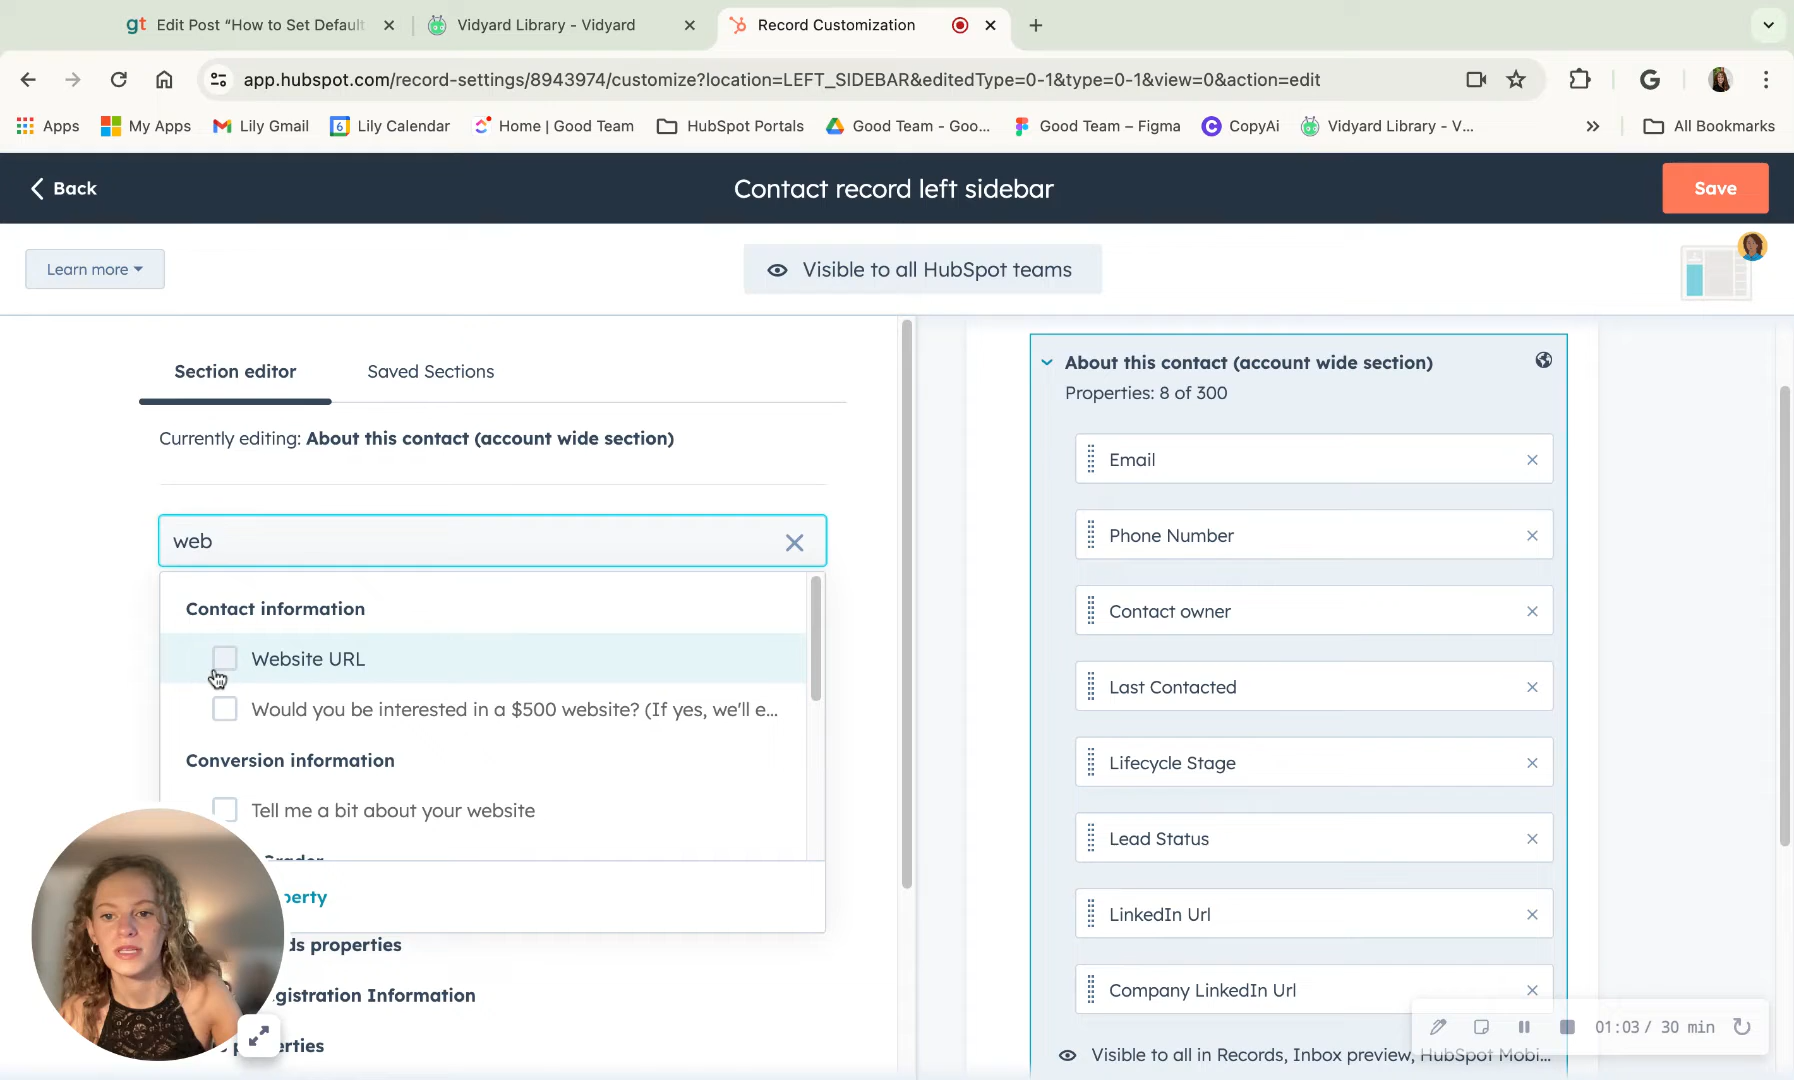 gt Edit Post “How to Set Default
Vidyard Library - Vidyard
Record Customization
app.hubspot.com/record-settings/8943974/customize?location=LEFT_SIDEBAR&editedType=0-1&type=0-1&view=0&action=edit
G
Apps
My Apps
Lily Gmail
6 Lily Calendar
Home | Good Team
HubSpot Portals
Good Team - Goo...
Good Team – Figma
CopyAi
Vidyard Library - V...
All Bookmarks
Back
Contact record left sidebar
Save
Learn more
Visible to all HubSpot teams
Section editor
Saved Sections
Currently editing: About this contact (account wide section)
web
Contact information
Website URL
Would you be interested in a $500 website? (If yes, we'll e...
Conversion information
Tell me a bit about your website
Grader
perty
ds properties
gistration Information
perties
About this contact (account wide section)
Properties: 8 of 300
Email
Phone Number
Contact owner
Last Contacted
Lifecycle Stage
Lead Status
LinkedIn Url
Company LinkedIn Url
01:03 / 30 min
Visible to all in Records, Inbox preview, HubSpot Mobi...